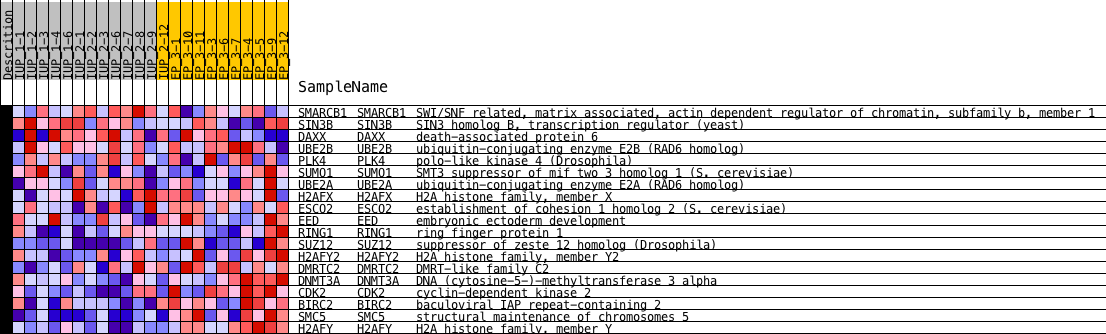 Descrition
IUP_1-1
IUP_1-2
IUP_1-3
IUP_1-4
IUP_1-6
IUP_2-1
IUP_2-2
IUP_2-3
IUP_2-6
IUP_2-7
IUP_2-8
IUP_2-9
IUP_2-12
EP_3-1
EP_3-10
EP_3-11
EP_3-3
EP_3-6
EP_3-7
EP_3-4
EP_3-5
EP_3-9
EP_3-12
SampleName
SMARCB1 SMARCB1 SWI/SNF related, matrix associated, actin dependent regulator of chromatin, subfamily b, member 1
SIN3B SIN3B SIN3 homolog B, transcription regulator (yeast)
DAXX DAXX death-associated protein 6
UBE2B UBE2B ubiquitin-conjugating enzyme E2B (RAD6 homolog)
PLK4 PLK4 polo-like kinase 4 (Drosophila)
SUMO1 SUMO1 SMT3 suppressor of mif two 3 homolog 1 (S. cerevisiae)
UBE2A UBE2A ubiquitin-conjugating enzyme E2A (RAD6 homolog)
H2AFX H2AFX H2A histone family, member X
ESCO2 ESCO2 establishment of cohesion 1 homolog 2 (S. cerevisiae)
EED EED embryonic ectoderm development
RING1 RING1 ring finger protein 1
SUZ12 SUZ12 suppressor of zeste 12 homolog (Drosophila)
H2AFY2 H2AFY2 H2A histone family, member Y2
DMRTC2 DMRTC2 DMRT-like family C2
DNMT3A DNMT3A DNA (cytosine-5-)-methyltransferase 3 alpha
CDK2 CDK2 cyclin-dependent kinase 2
BIRC2 BIRC2 baculoviral IAP repeat-containing 2
SMC5 SMC5 structural maintenance of chromosomes 5
H2AFY H2AFY H2A histone family, member Y